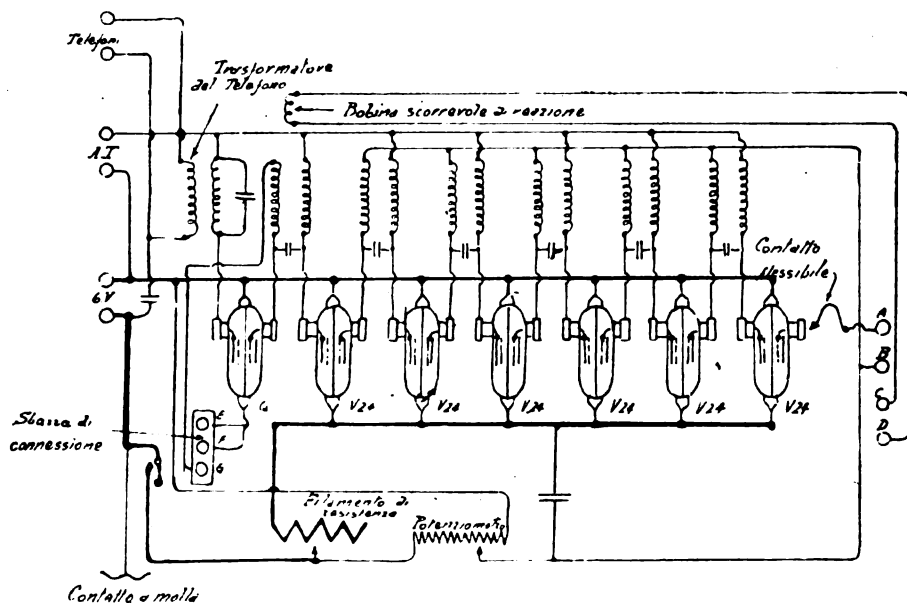 Telefoni
Trasformatore
del Telefono
Bobina scorrevole a reazione
A.T
Contatto
flessibile
6V
A
B
C
D
E
F
G
Q
V24
V24
V24
V24
V24
V24
Sbarra di
connessione
Filamento di
resistenza
Potenziometro
Contatto a molla